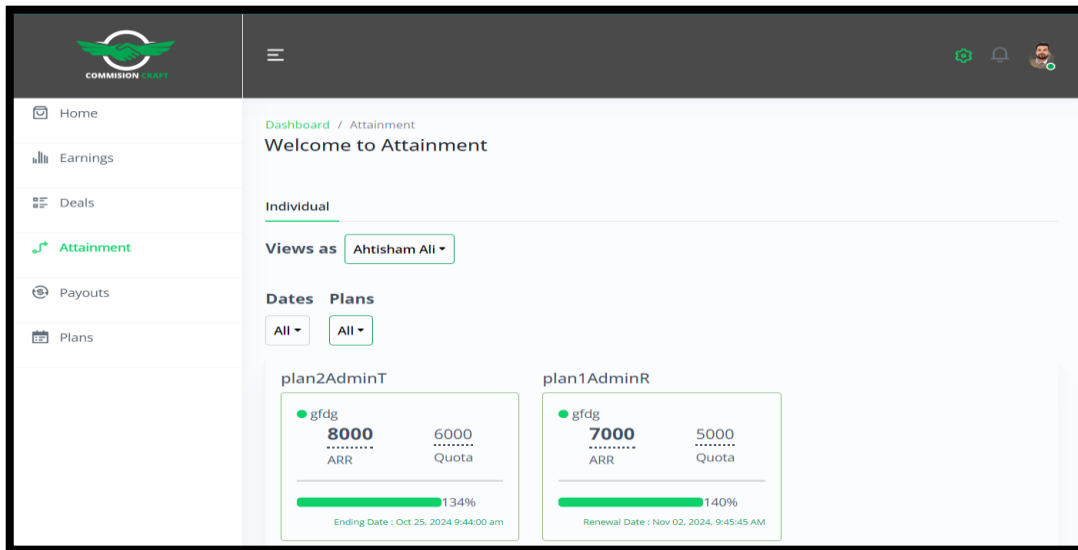 COMMISION CRAFT
Home
Earnings
Deals
Attainment
Payouts
Plans
Dashboard / Attainment
Welcome to Attainment
Individual
Views as Ahtisham Ali
Dates Plans
All All
plan2AdminT
gfdg
8000 6000
ARR Quota
134%
Ending Date : Oct 25, 2024 9:44:00 am
plan1AdminR
gfdg
7000 5000
ARR Quota
140%
Renewal Date : Nov 02, 2024, 9:45:45 AM